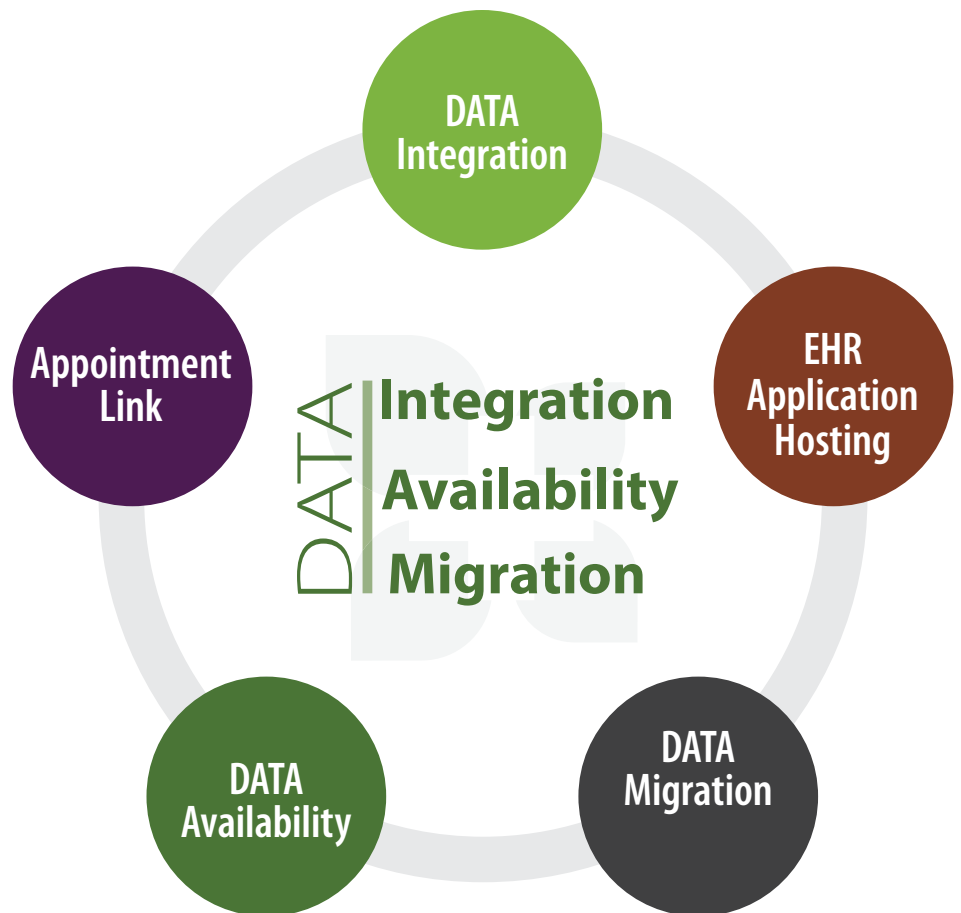 DATA
Integration
Appointment
Link
EHR
Application
Hosting
DATA
Integration
Availability
Migration
DATA
Availability
DATA
Migration